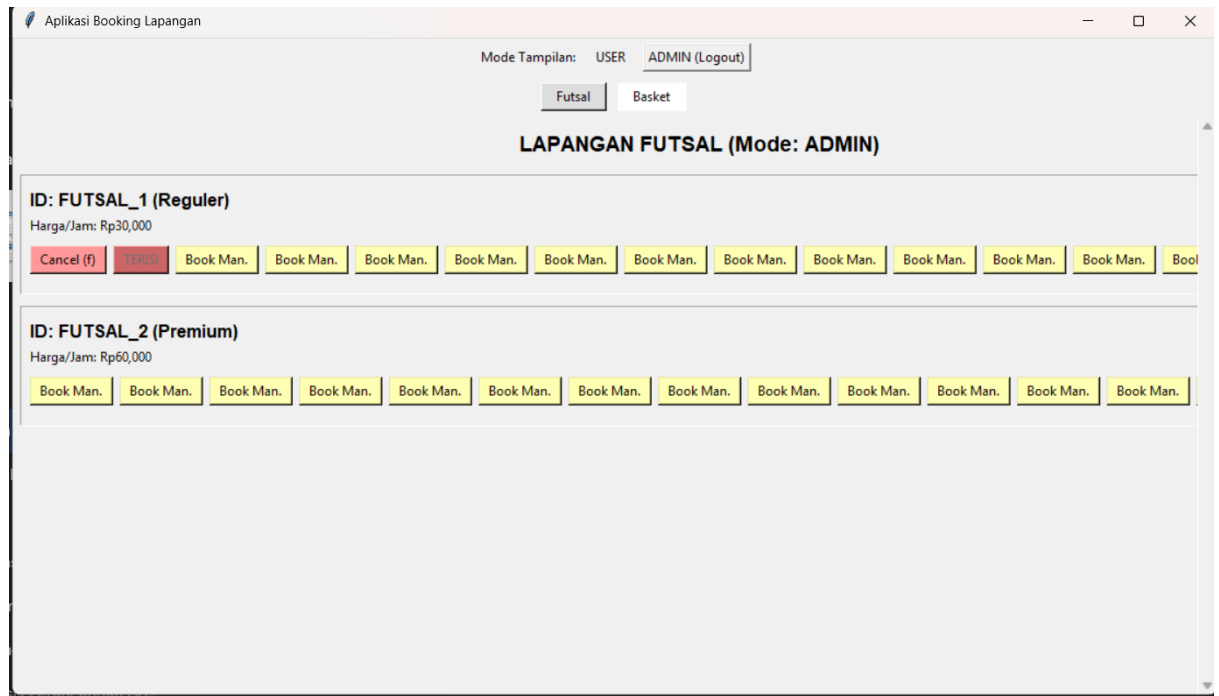 Aplikasi Booking Lapangan
Mode Tampilan: USER ADMIN (Logout)
Futsal Basket
LAPANGAN FUTSAL (Mode: ADMIN)
ID: FUTSAL_1 (Reguler)
Harga/Jam: Rp30,000
Cancel (f) TERISI Book Man. Book Man. Book Man. Book Man. Book Man. Book Man. Book Man. Book Man. Book Man. Book Man. Book Man. Book
ID: FUTSAL_2 (Premium)
Harga/Jam: Rp60,000
Book Man. Book Man. Book Man. Book Man. Book Man. Book Man. Book Man. Book Man. Book Man. Book Man. Book Man. Book Man. Book Man.